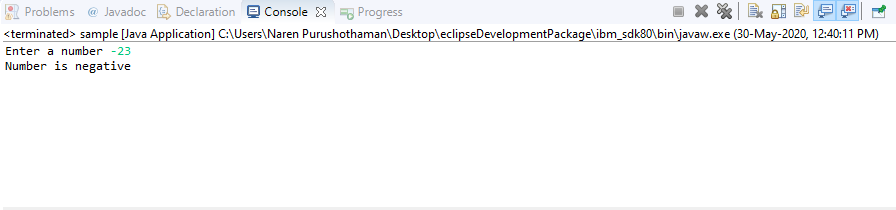 Problems @ Javadoc Declaration Console Progress
<terminated> sample [Java Application] C:\Users\Naren Purushothaman\Desktop\eclipseDevelopmentPackage\ibm_sdk80\bin\javaw.exe (30-May-2020, 12:40:11 PM)
Enter a number -23
Number is negative